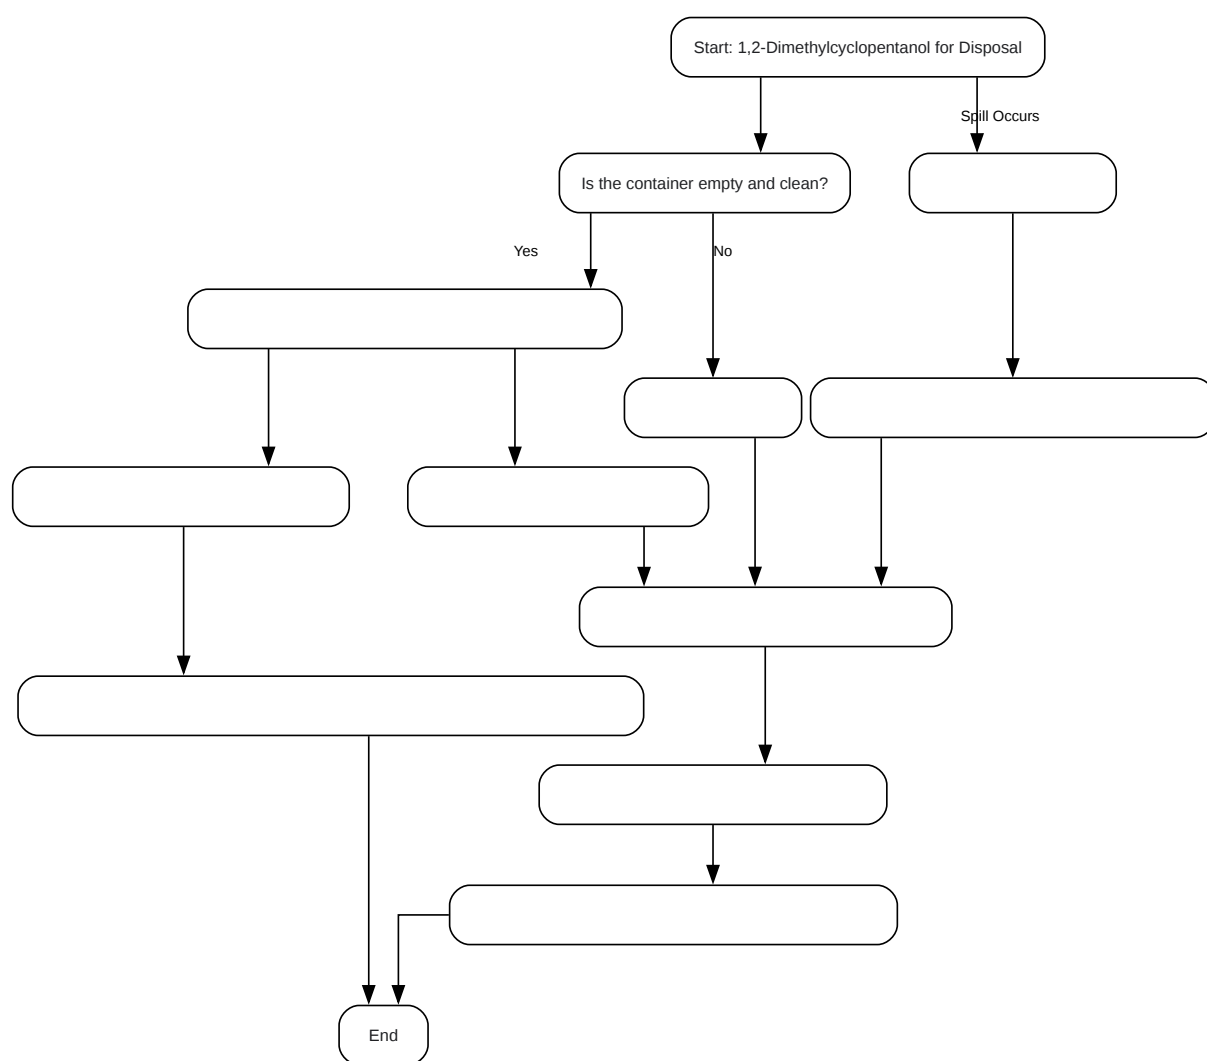 Start: 1,2-Dimethylcyclopentanol for Disposal
Spill Occurs
Is the container empty and clean?
Yes
No
End